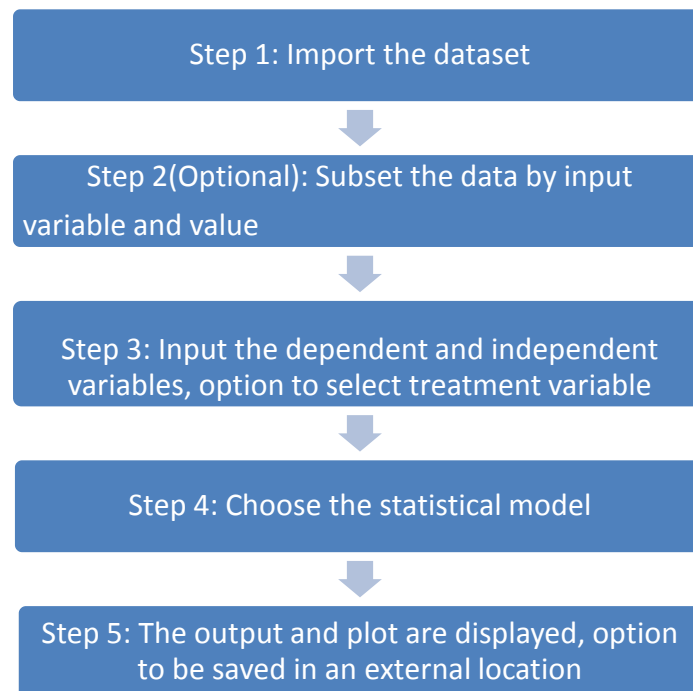 Step 1: Import the dataset
Step 2(Optional): Subset the data by input
variable and value
Step 3: Input the dependent and independent
variables, option to select treatment variable
Step 4: Choose the statistical model
Step 5: The output and plot are displayed, option
to be saved in an external location